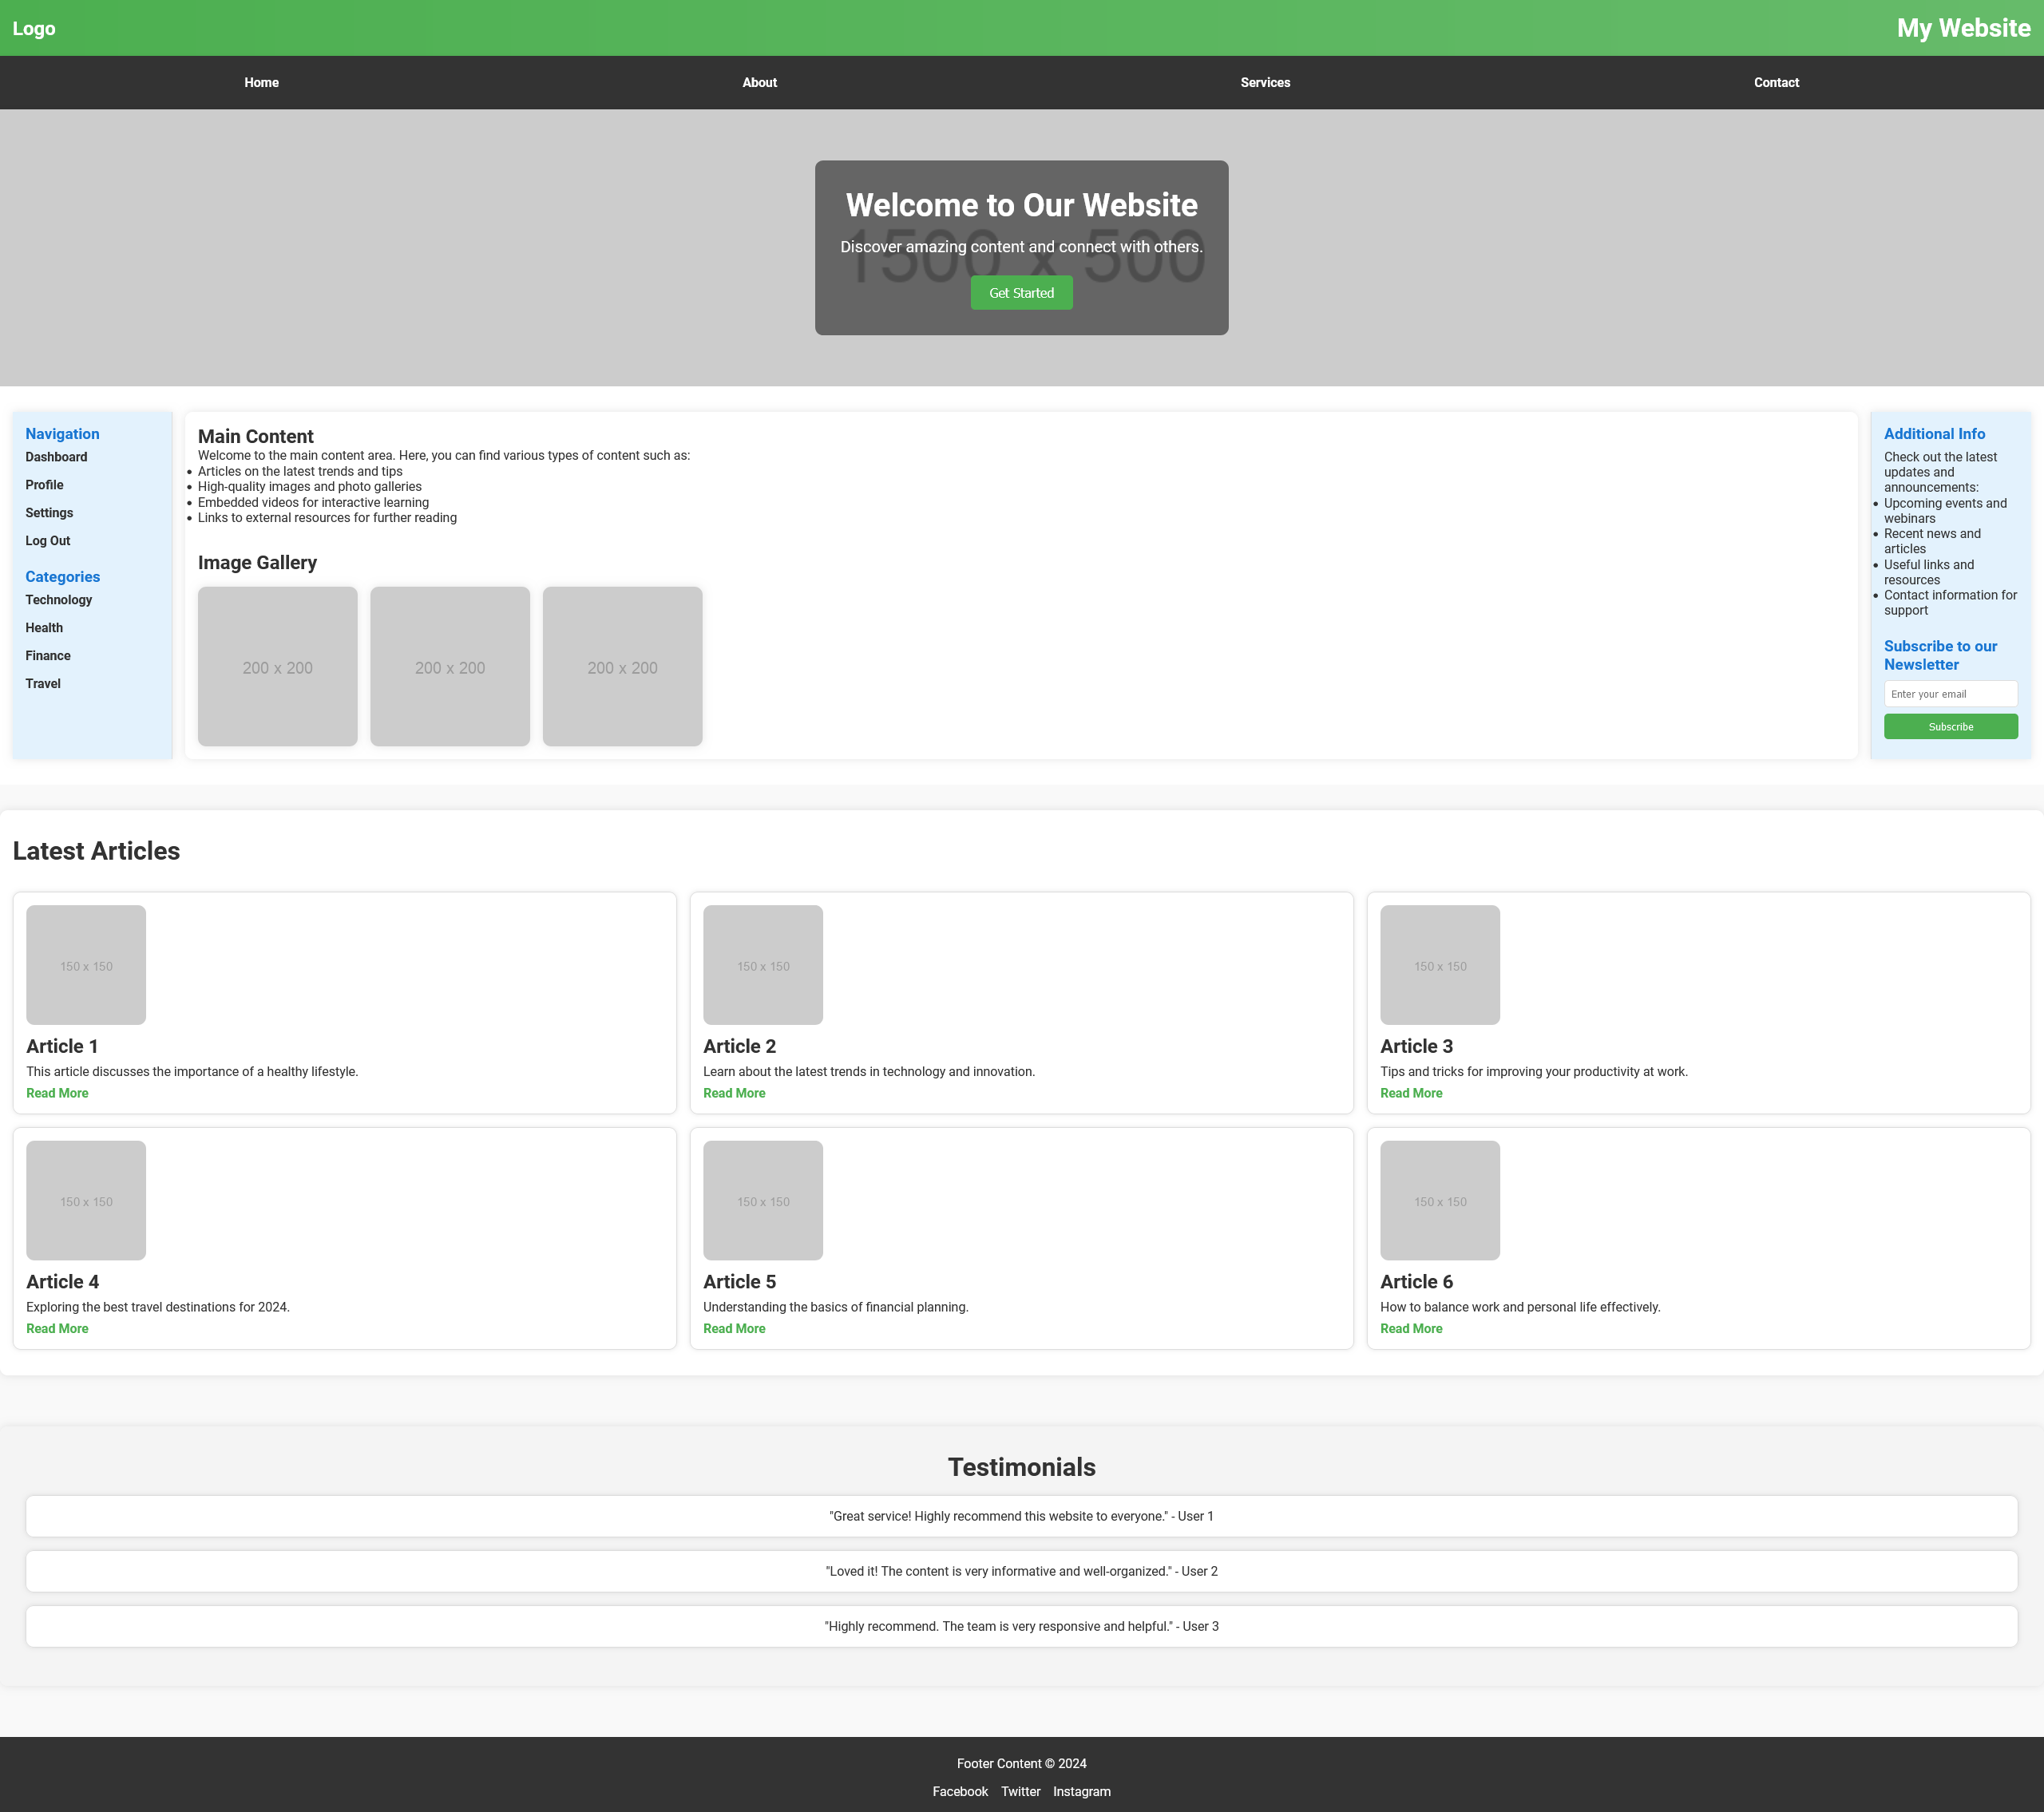 Logo
My Website
Home
About
Services
Contact
Welcome to Our Website
Discover amazing content and connect with others.
1500 x 500
Get Started
Navigation
Dashboard
Profile
Settings
Log Out
Categories
Technology
Health
Finance
Travel
Main Content
Welcome to the main content area. Here, you can find various types of content such as:
• Articles on the latest trends and tips
• High-quality images and photo galleries
• Embedded videos for interactive learning
• Links to external resources for further reading
Image Gallery
200 x 200
200 x 200
200 x 200
Additional Info
Check out the latest
updates and
announcements:
• Upcoming events and
webinars
• Recent news and
articles
• Useful links and
resources
• Contact information for
support
Subscribe to our
Newsletter
Enter your email
Subscribe
Latest Articles
150 x 150
Article 1
This article discusses the importance of a healthy lifestyle.
Read More
150 x 150
Article 2
Learn about the latest trends in technology and innovation.
Read More
150 x 150
Article 3
Tips and tricks for improving your productivity at work.
Read More
150 x 150
Article 4
Exploring the best travel destinations for 2024.
Read More
150 x 150
Article 5
Understanding the basics of financial planning.
Read More
150 x 150
Article 6
How to balance work and personal life effectively.
Read More
Testimonials
"Great service! Highly recommend this website to everyone." - User 1
"Loved it! The content is very informative and well-organized." - User 2
"Highly recommend. The team is very responsive and helpful." - User 3
Footer Content © 2024
Facebook Twitter Instagram